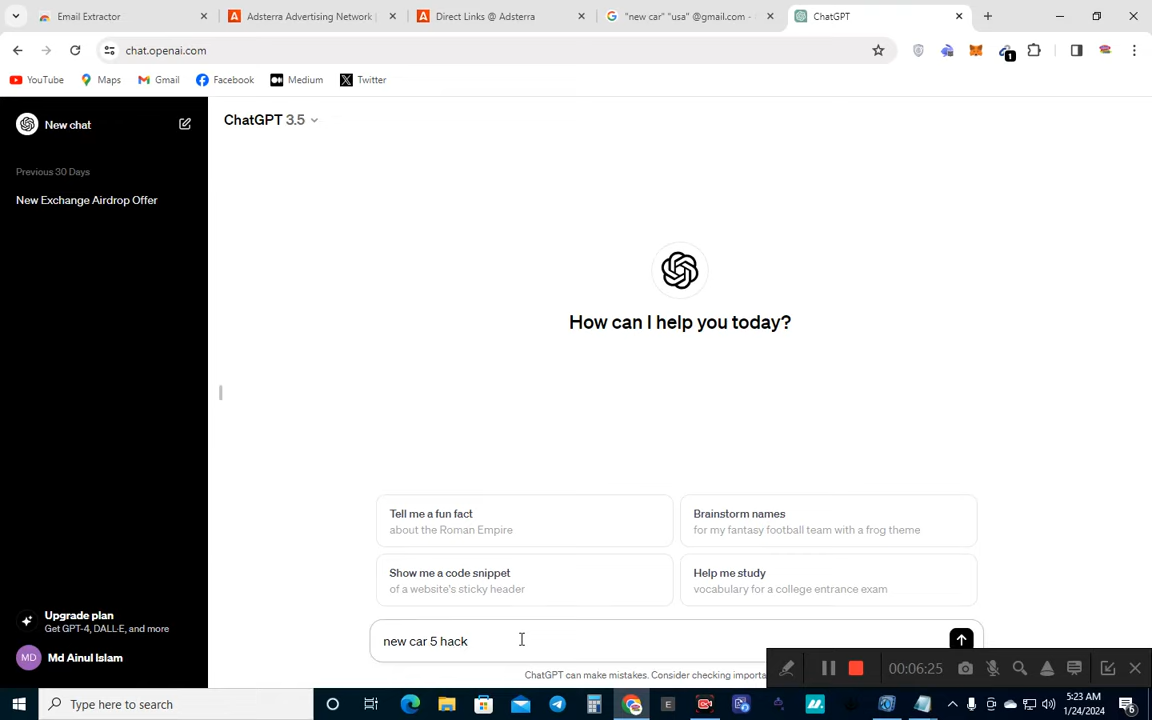 Email Extractor
Adsterra Advertising Network
Direct Links @ Adsterra
"new car" "usa" @gmail.com -
ChatGPT
chat.openai.com
1
YouTube
Maps
Gmail
Facebook
Medium
Twitter
New chat
ChatGPT 3.5
Previous 30 Days
New Exchange Airdrop Offer
How can I help you today?
Tell me a fun fact
about the Roman Empire
Brainstorm names
for my fantasy football team with a frog theme
Show me a code snippet
of a website's sticky header
Help me study
vocabulary for a college entrance exam
Upgrade plan
Get GPT-4, DALL·E, and more
new car 5 hack
MD
Md Ainul Islam
ChatGPT can make mistakes. Consider checking importa
00:06:25
Type here to search
E
5:23 AM
1/24/2024
6